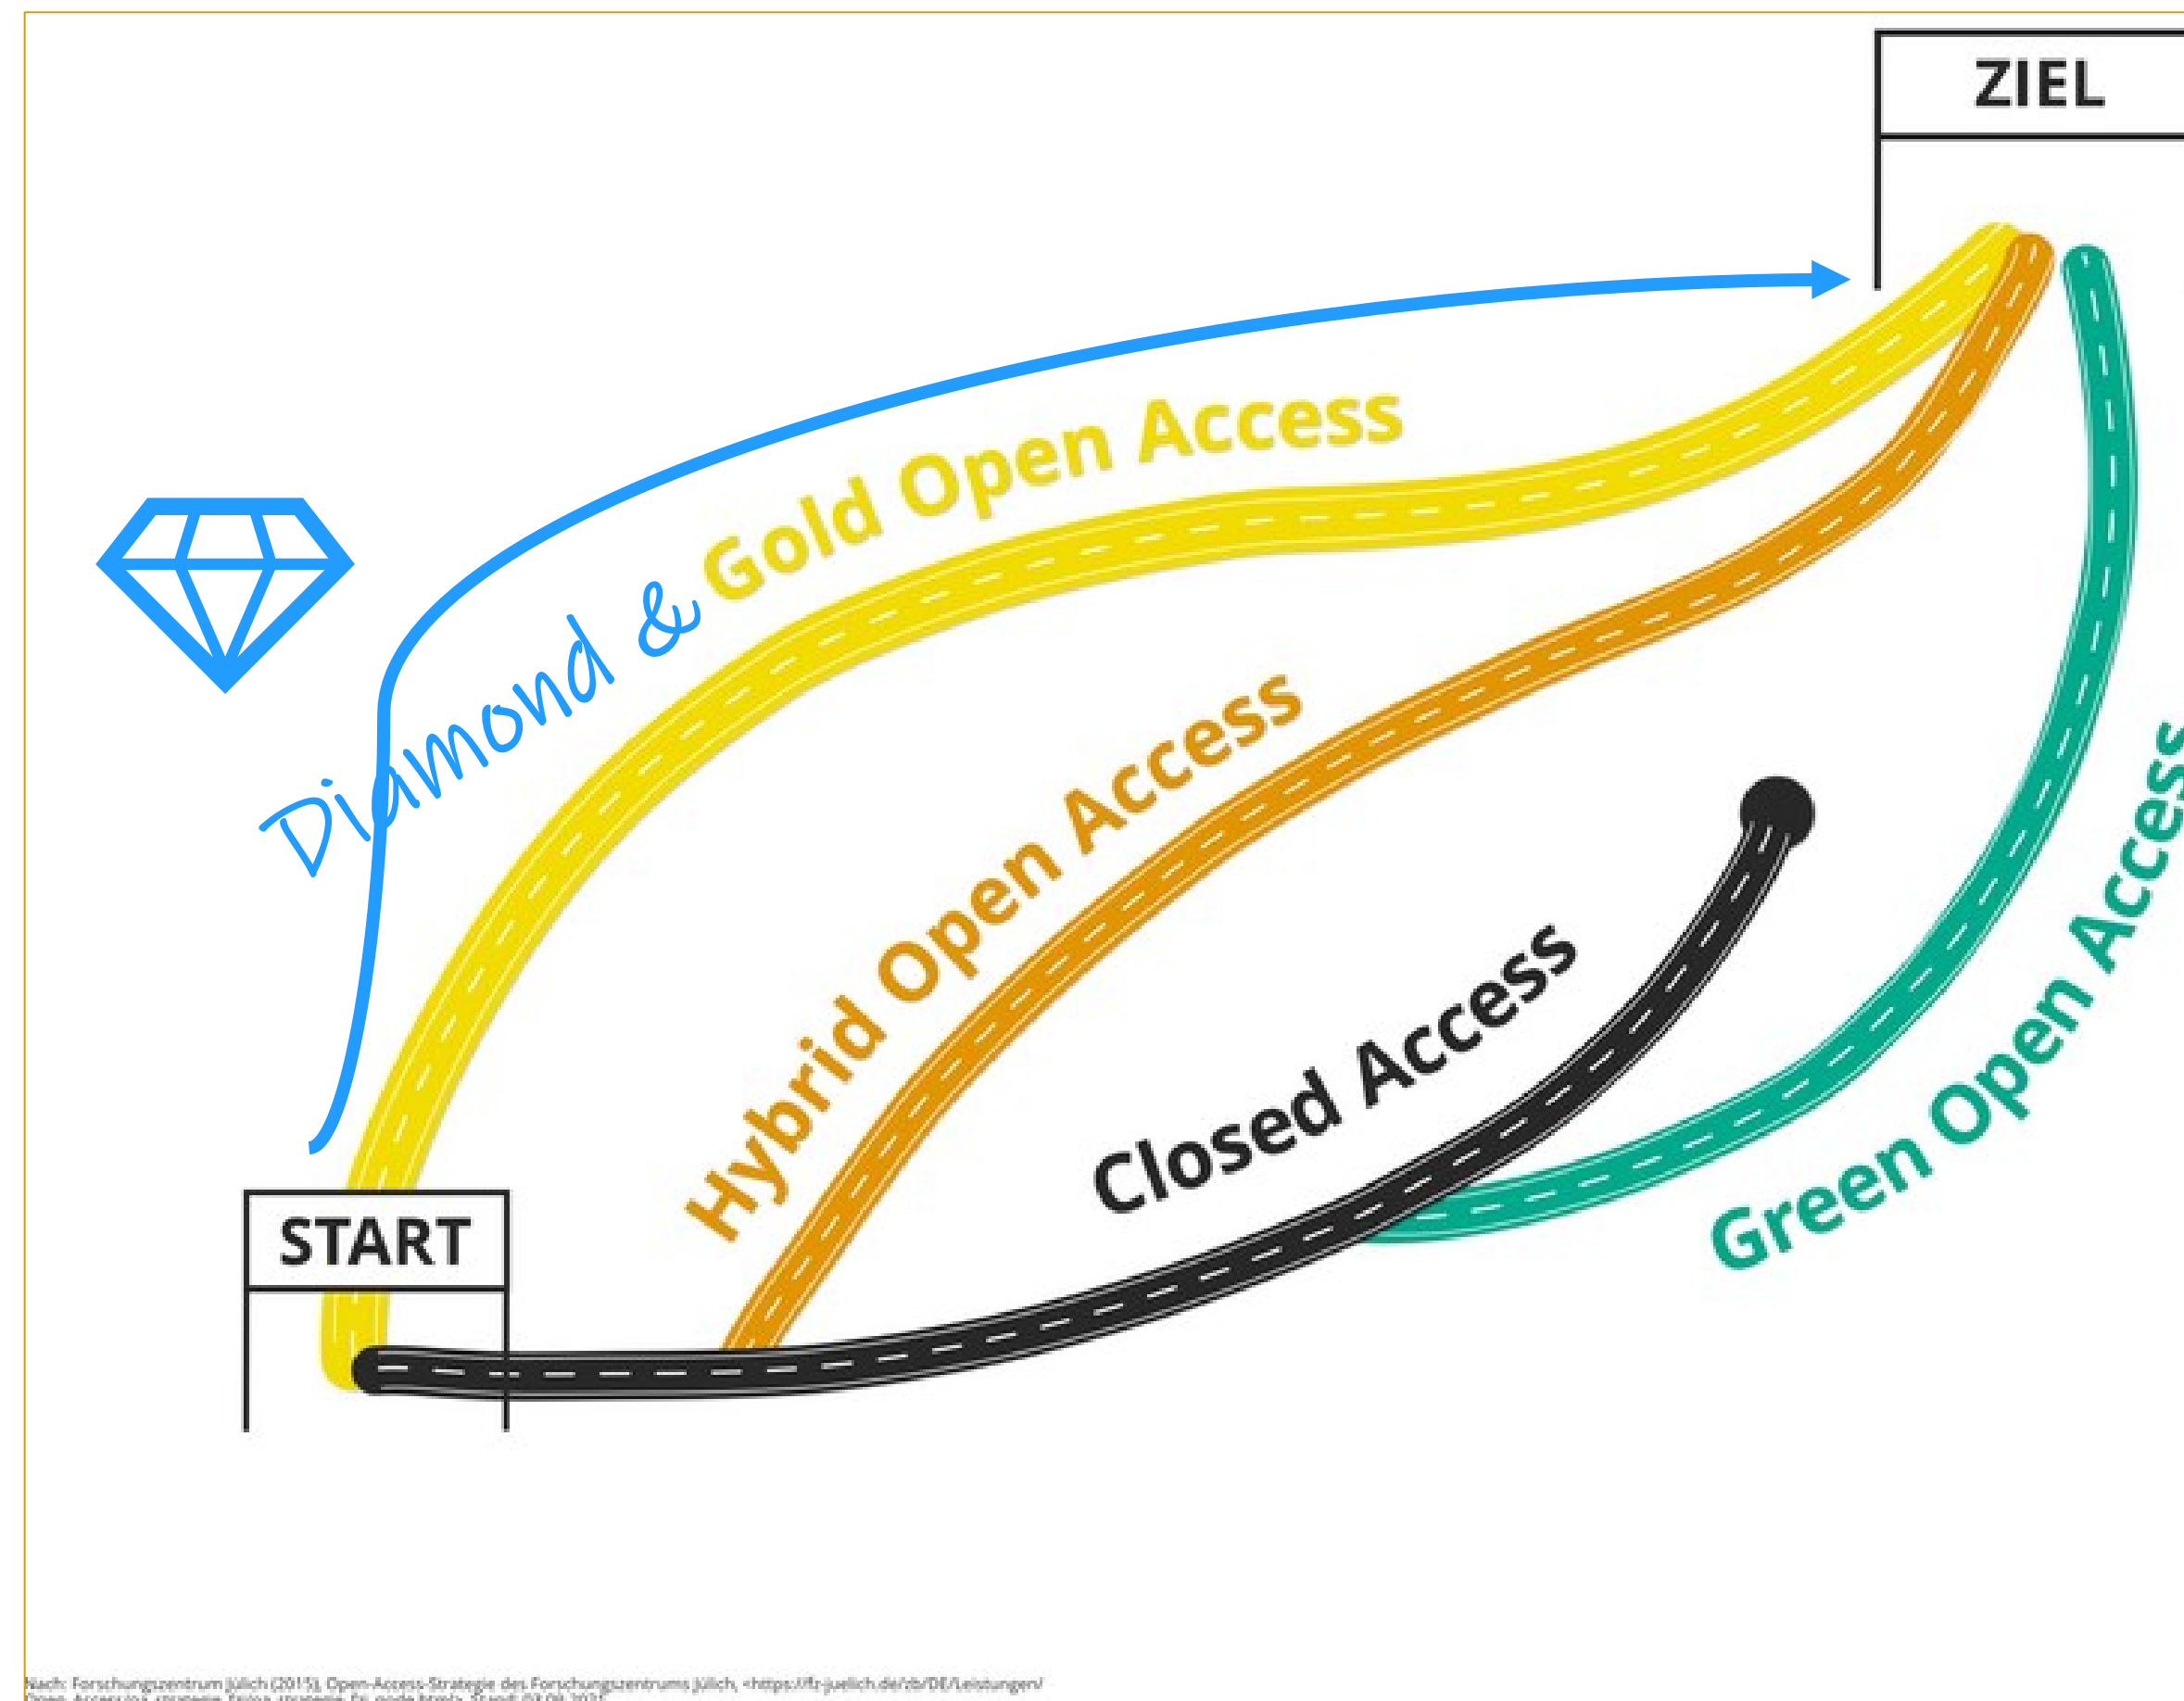 ZIEL
Diamond & Gold Open Access
Hybrid Open Access
Closed Access
Green Open Access
START
Nach: Forschungszentrum Jülich (2015), Open-Access-Strategie des Forschungszentrums Jülich, <https://fz-juelich.de/zb/DE/Leistungen/